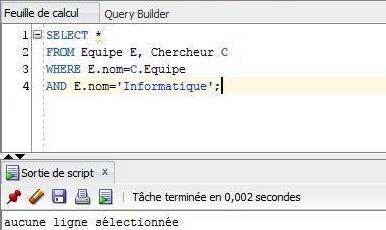 Feuille de calcul Query Builder
1 SELECT *
2 FROM Equipe E, Chercheur C
3 WHERE E.nom=C.Equipe
4 AND E.nom='Informatique';
Sortie de script x
Tâche terminée en 0,002 secondes
aucune ligne sélectionnée